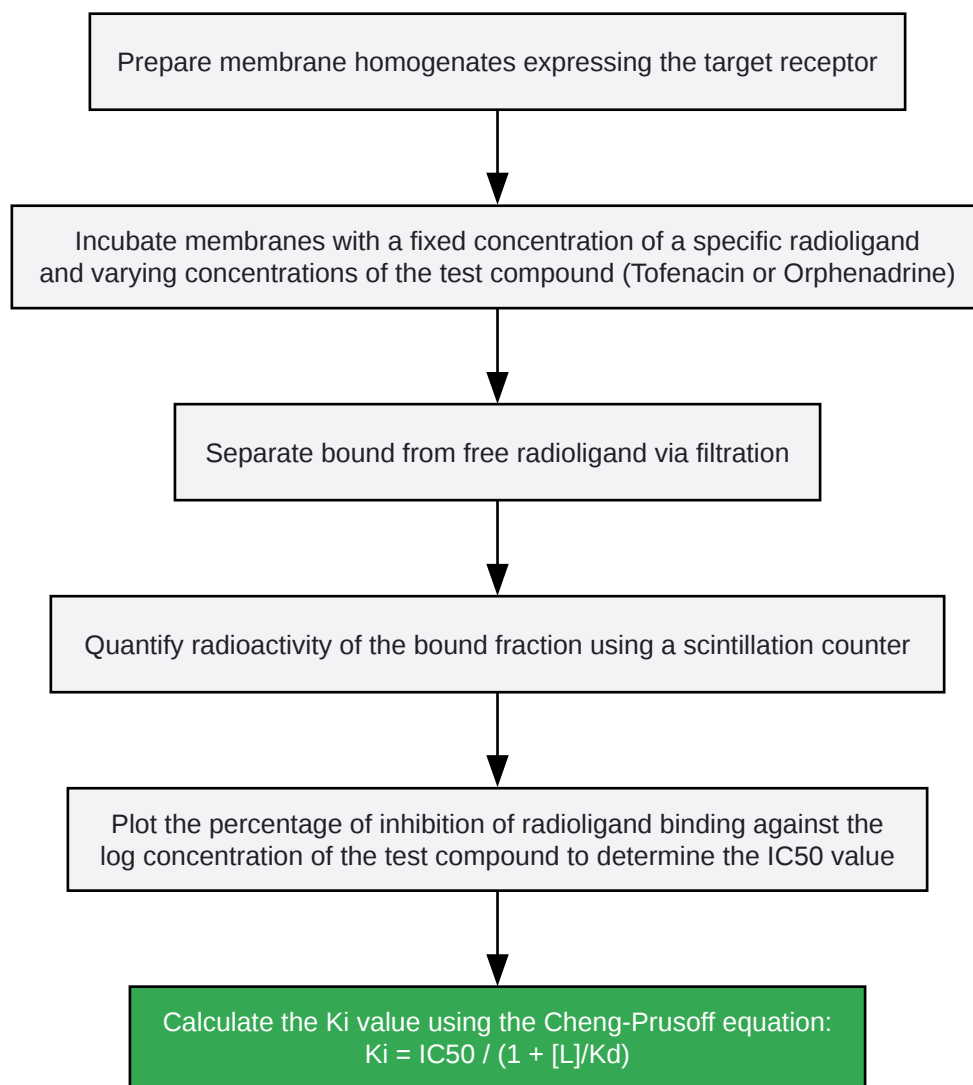 Prepare membrane homogenates expressing the target receptor
Incubate membranes with a fixed concentration of a specific radioligand
and varying concentrations of the test compound (Tofenacin or Orphenadrine)
Separate bound from free radioligand via filtration
Quantify radioactivity of the bound fraction using a scintillation counter
Plot the percentage of inhibition of radioligand binding against the
log concentration of the test compound to determine the IC50 value
Calculate the Ki value using the Cheng-Prusoff equation:
Ki = IC50 / (1 + [L]/Kd)